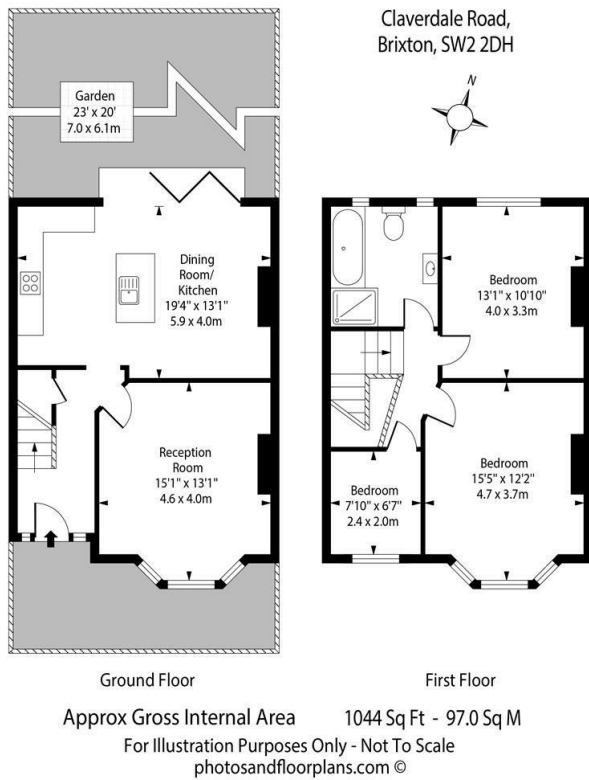 Claverdale Road,
Brixton, SW2 2DH
N
Garden
23' x 20'
7.0 x 6.1m
Dining
Room/
Kitchen
19'4" x 13'1"
5.9 x 4.0m
Reception
Room
15'1" x 13'1"
4.6 x 4.0m
Bedroom
13'1" x 10'10"
4.0 x 3.3m
Bedroom
15'5" x 12'2"
4.7 x 3.7m
Bedroom
7'10" x 6'7"
2.4 x 2.0m
Ground Floor
First Floor
Approx Gross Internal Area 1044 Sq Ft - 97.0 Sq M
For Illustration Purposes Only - Not To Scale
photosandfloorplans.com ©